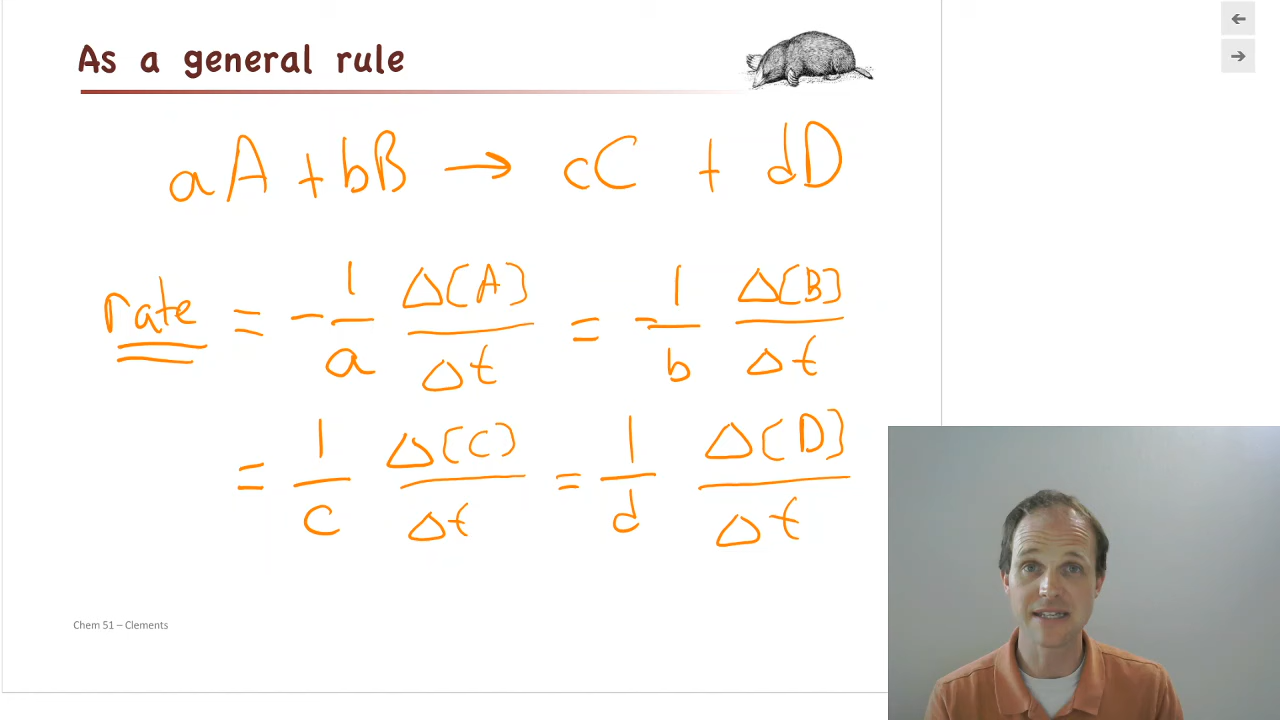 As a general rule
aA + bB → cC + dD
rate = - 1/a Δ[A]/Δt = - 1/b Δ[B]/Δt
= 1/c Δ[C]/Δt = 1/d Δ[D]/Δt
Chem 51 – Clements